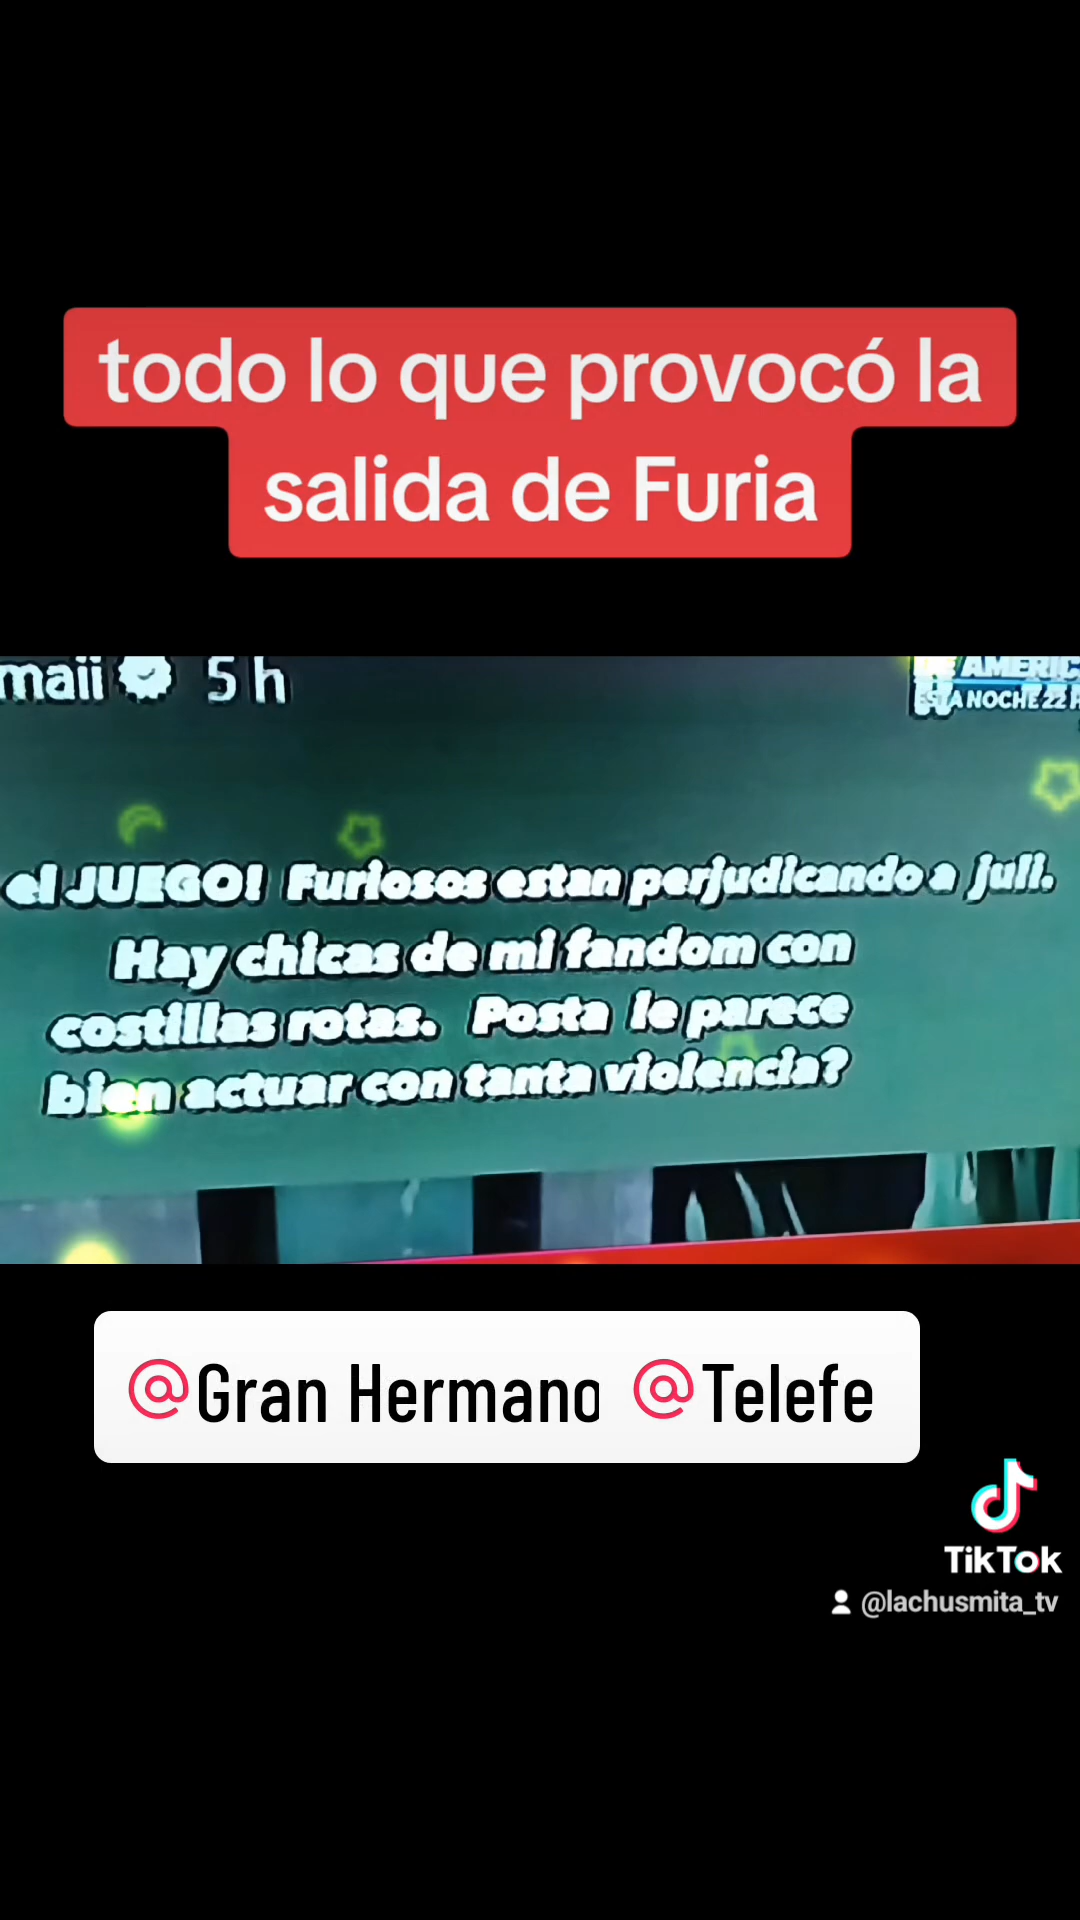 todo lo que provocó la
salida de Furia
maii 5 h
AMERIC
ESTA NOCHE 22 H
el JUEGO! Furiosos estan perjudicando a juli.
Hay chicas de mi fandom con
costillas rotas. Posta le parece
bien actuar con tanta violencia?
@Gran Hermano @Telefe
TikTok
@lachusmita_tv